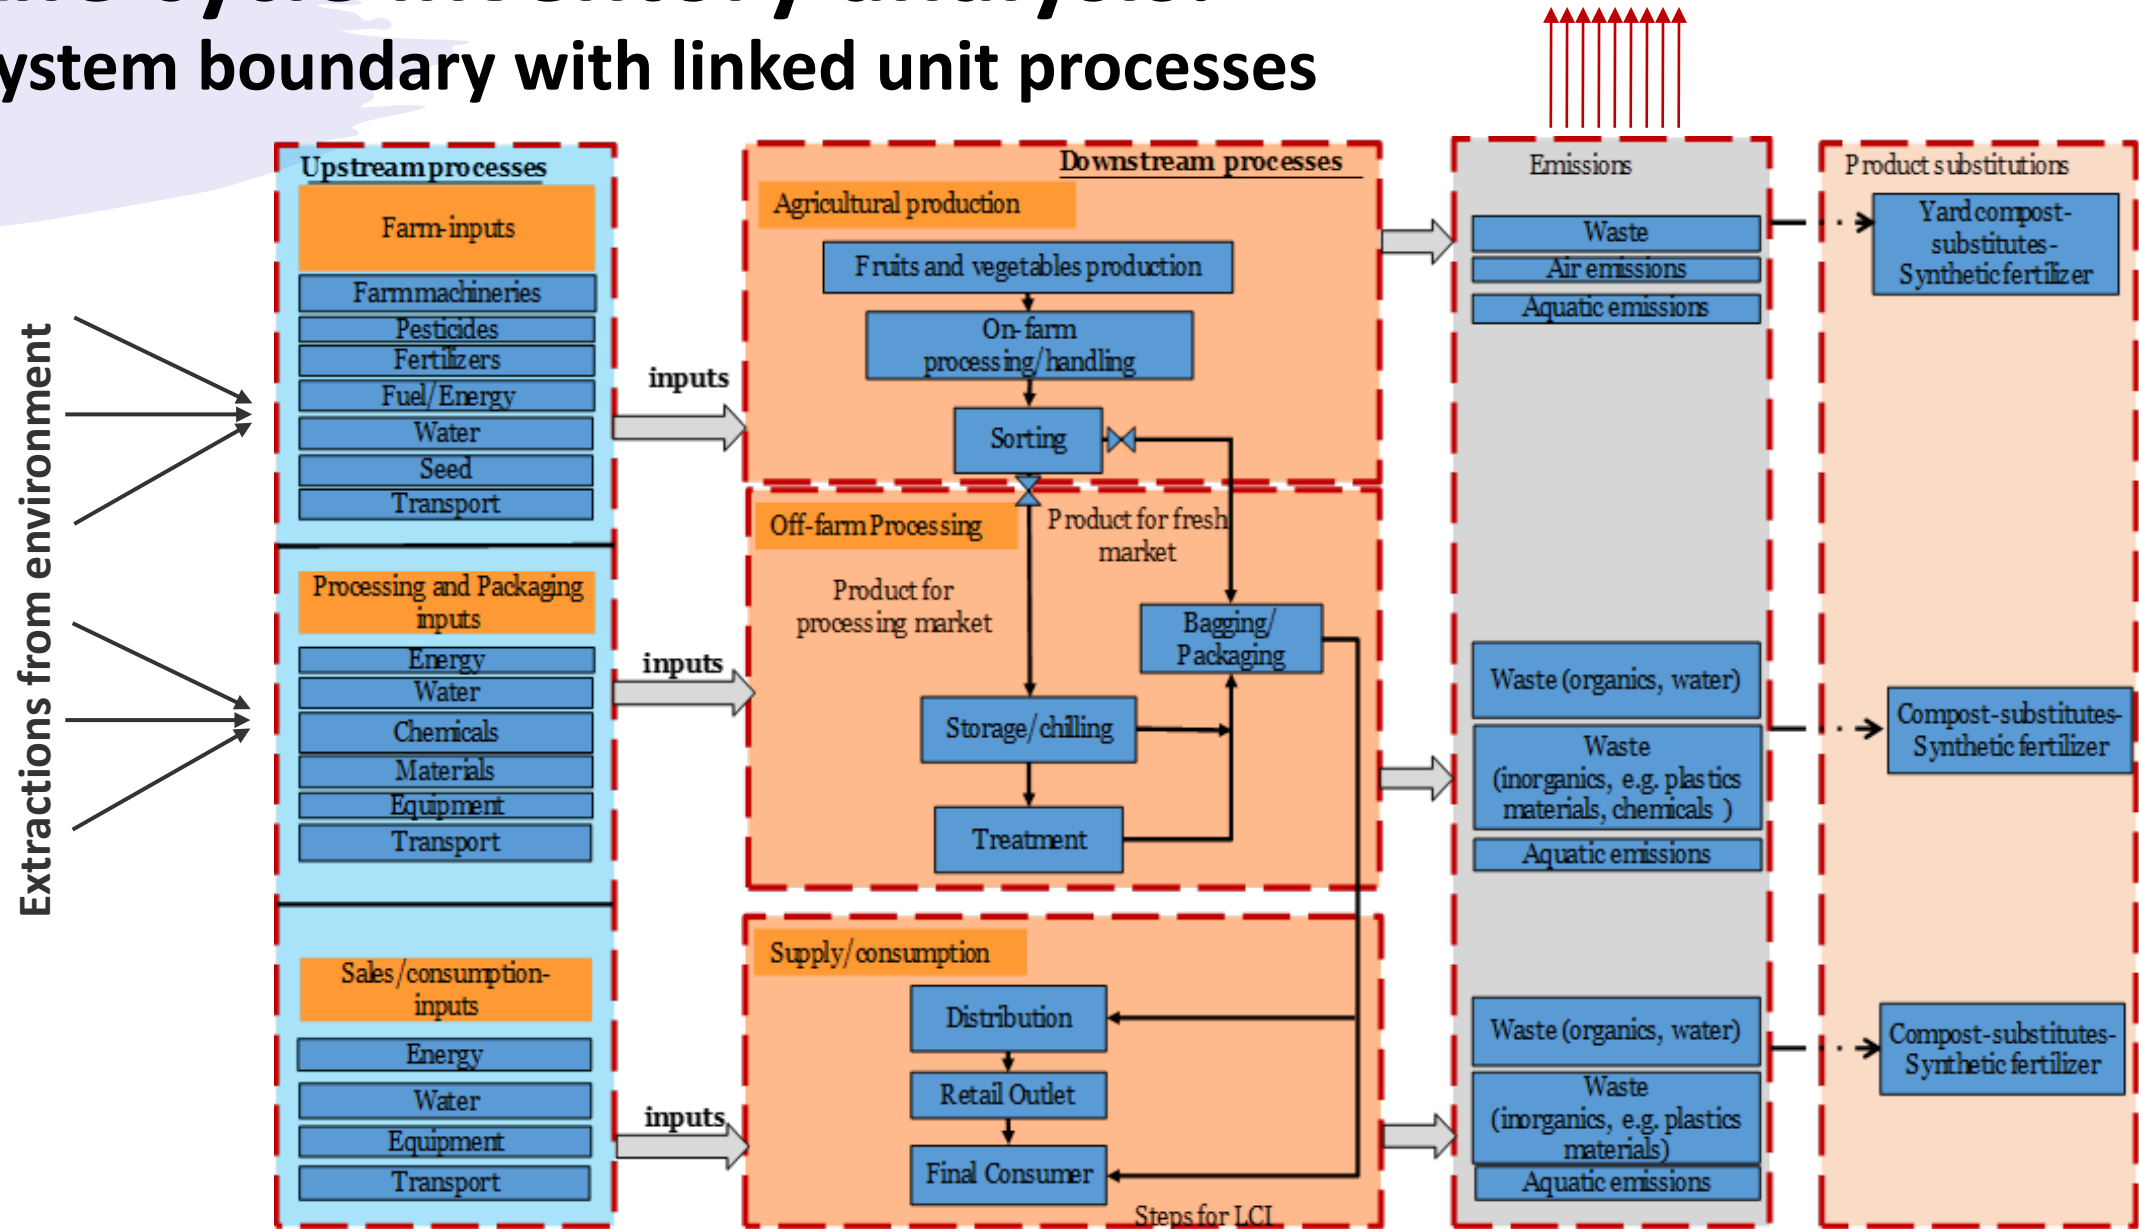 ystem boundary with linked unit processes
Extractions from environment
Upstream processes
Farm-inputs
Farm machineries
Pesticides
Fertilizers
Fuel/Energy
Water
Seed
Transport
Processing and Packaging
inputs
Energy
Water
Chemicals
Materials
Equipment
Transport
Sales/consumption-
inputs
Energy
Water
Equipment
Transport
inputs
inputs
inputs
Downstream processes
Agricultural production
Fruits and vegetables production
On-farm
processing/handling
Sorting
Off-farm Processing
Product for fresh
market
Product for
processing market
Bagging/
Packaging
Storage/chilling
Treatment
Supply/consumption
Distribution
Retail Outlet
Final Consumer
Steps for LCI
Emissions
Waste
Air emissions
Aquatic emissions
Waste (organics, water)
Waste
(inorganics, e.g. plastics
materials, chemicals )
Aquatic emissions
Waste (organics, water)
Waste
(inorganics, e.g. plastics
materials)
Aquatic emissions
Product substitutions
Yard compost-
substitutes-
Synthetic fertilizer
Compost-substitutes-
Synthetic fertilizer
Compost-substitutes-
Synthetic fertilizer